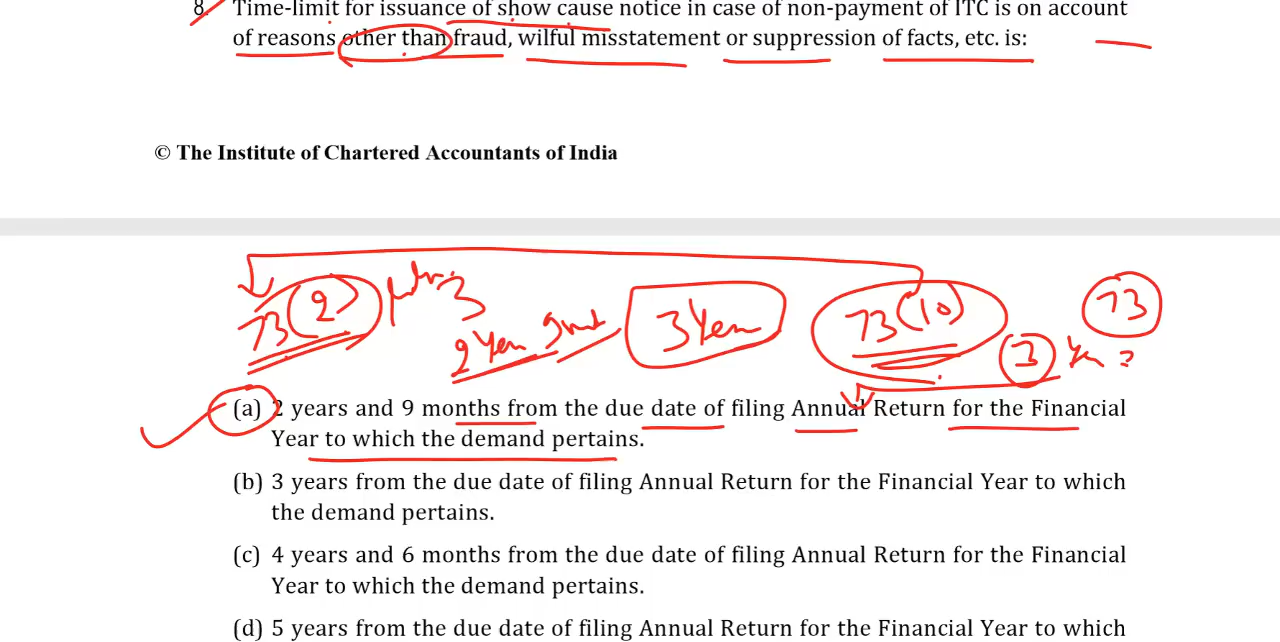 8. Time-limit for issuance of show cause notice in case of non-payment of ITC is on account
of reasons other than fraud, wilful misstatement or suppression of facts, etc. is:
© The Institute of Chartered Accountants of India
73(2) 3
2 Year 9 3 Year 73(10) 73
3
(a) 2 years and 9 months from the due date of filing Annual Return for the Financial
Year to which the demand pertains.
(b) 3 years from the due date of filing Annual Return for the Financial Year to which
the demand pertains.
(c) 4 years and 6 months from the due date of filing Annual Return for the Financial
Year to which the demand pertains.
(d) 5 years from the due date of filing Annual Return for the Financial Year to which